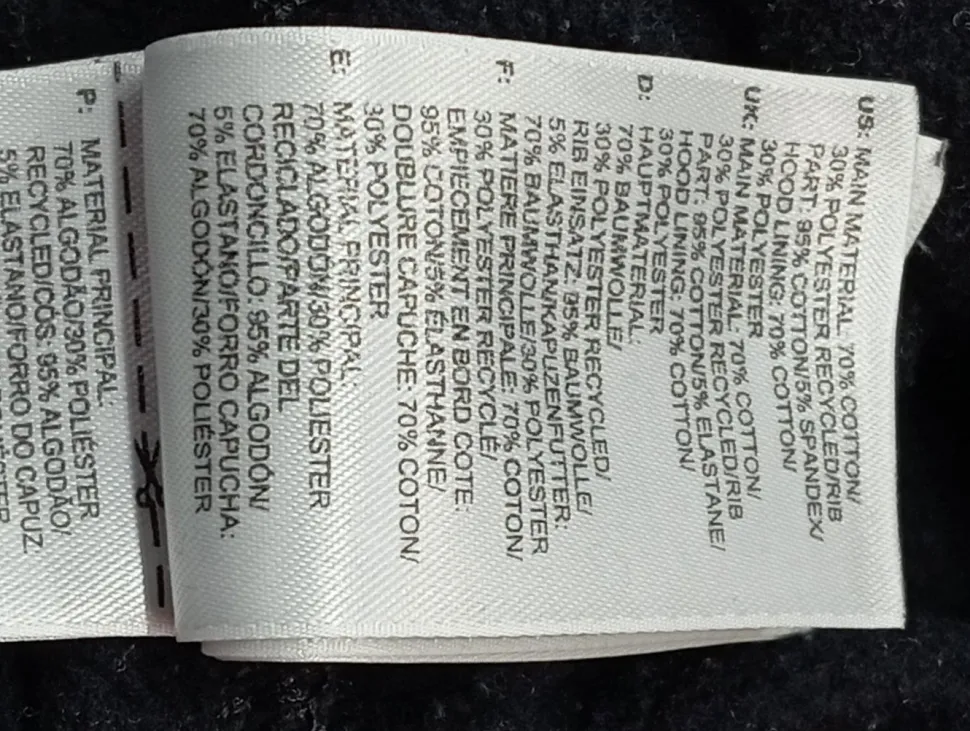 US: MAIN MATERIAL 70% COTTON/
30% POLYESTER RECYCLED/RIB
PART: 95% COTTON/5% SPANDEX/
HOOD LINING: 70% COTTON/
30% POLYESTER
UK: MAIN MATERIAL: 70% COTTON/
30% POLYESTER RECYCLED/RIB
PART: 95% COTTON/5% ELASTANE/
HOOD LINING: 70% COTTON/
30% POLYESTER
D: HAUPTMATERIAL:
70% BAUMWOLLE/
30% POLYESTER RECYCLED/
RIB EINSATZ: 95% BAUMWOLLE/
5% ELASTHAN/KAPUZENFUTTER:
70% BAUMWOLLE/30% POLYESTER
F: MATIERE PRINCIPALE: 70% COTON/
30% POLYESTER RECYCLÉ/
EMPIECEMENT EN BORD COTE:
95% COTON/5% ÉLASTHANNE/
DOUBLURE CAPUCHE: 70% COTON/
30% POLYESTER
E: MATERIAL PRINCIPAL:
70% ALGODÓN/30% POLIESTER
RECICLADO/PARTE DEL
CORDONCILLO: 95% ALGODÓN/
5% ELASTANO/FORRO CAPUCHA:
70% ALGODÓN/30% POLIÉSTER
P: MATERIAL PRINCIPAL:
70% ALGODÃO/30% POLIÉSTER
RECYCLED/CÓS: 95% ALGODÃO/
5% ELASTANO/FORRO DO CAPUZ: